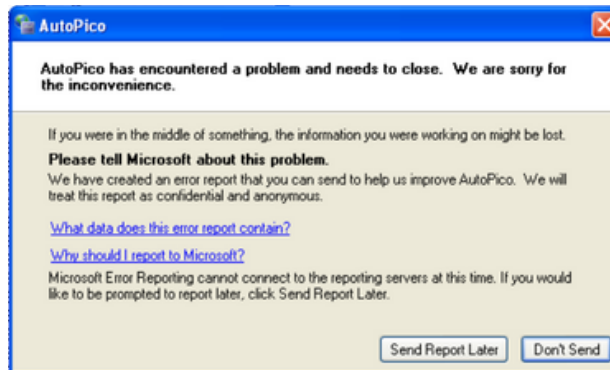 AutoPico
AutoPico has encountered a problem and needs to close. We are sorry for
the inconvenience.
If you were in the middle of something, the information you were working on might be lost.
Please tell Microsoft about this problem.
We have created an error report that you can send to help us improve AutoPico. We will
treat this report as confidential and anonymous.
What data does this error report contain?
Why should I report to Microsoft?
Microsoft Error Reporting cannot connect to the reporting servers at this time. If you would
like to be prompted to report later, click Send Report Later.
Send Report Later Don't Send